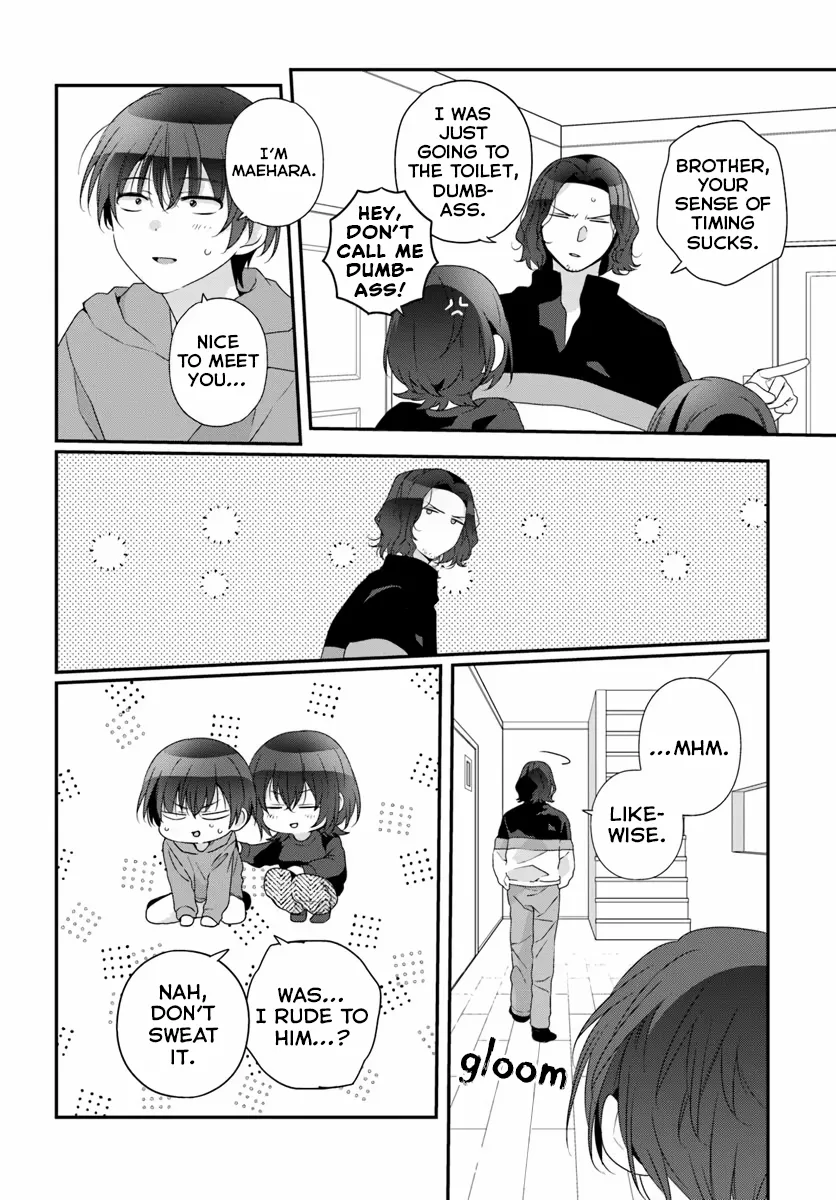 BROTHER,
YOUR
SENSE OF
TIMING
SUCKS.
I WAS
JUST
GOING TO
THE TOILET,
DUMB-
ASS.
HEY,
DON'T
CALL ME
DUMB-
ASS!
I'M
MAEHARA.
NICE
TO MEET
YOU...
...MHM.
LIKE-
WISE.
gloom
WAS...
I RUDE TO
HIM...?
NAH,
DON'T
SWEAT
IT.